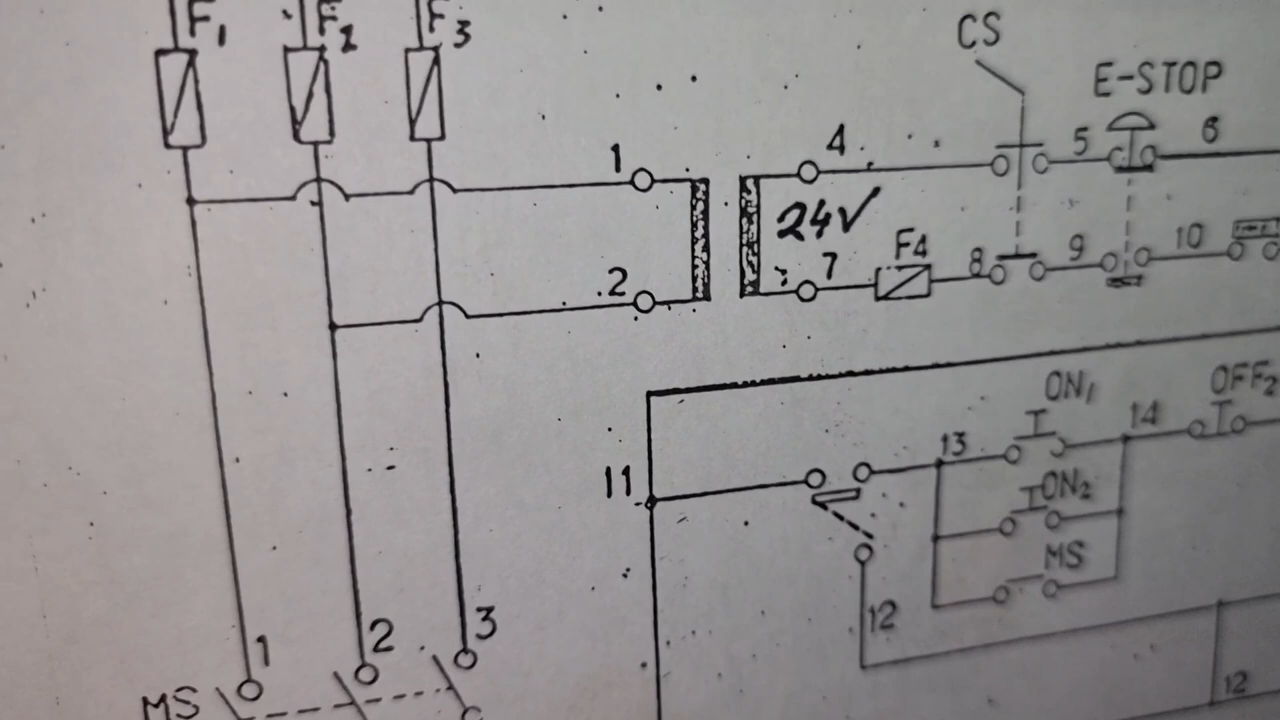 F1 F2 F3
CS
E-STOP
1 4 5 6
24V
2 7 F4 8 9 10
ON1 OFF2
11 13 14
ON2
MS
12
1 2 3
12
MS